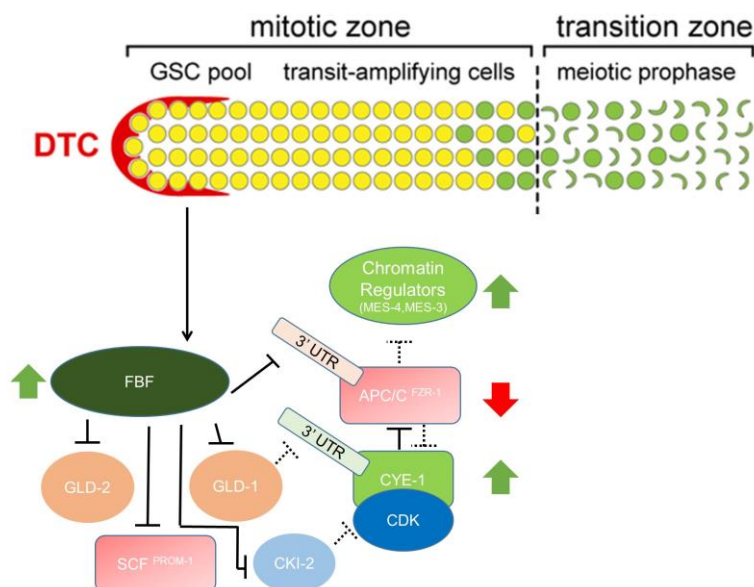 mitotic zone
transition zone
GSC pool
transit-amplifying cells
meiotic prophase
DTC
Chromatin
Regulators
(MES-4,MES-3)
3' UTR
FBF
APC/C FZR-1
3' UTR
GLD-2
GLD-1
CYE-1
CDK
SCF PROM-1
CKI-2